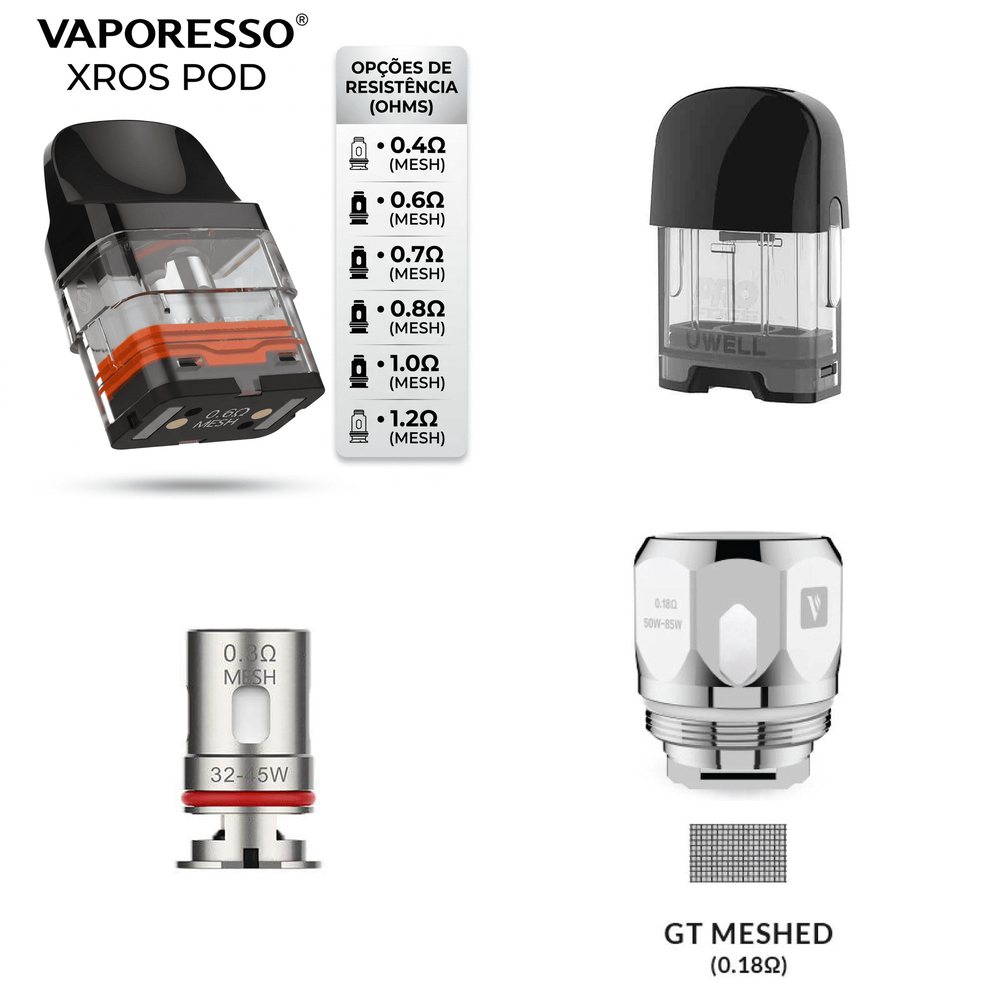 VAPORESSO®
XROS POD
OPÇÕES DE
RESISTÊNCIA
(OHMS)
• 0.4Ω
(MESH)
• 0.6Ω
(MESH)
• 0.7Ω
(MESH)
• 0.8Ω
(MESH)
• 1.0Ω
(MESH)
• 1.2Ω
(MESH)
0.6Ω
MESH
UWELL
0.3Ω
MESH
32-45W
0.18Ω
50W-85W
GT MESHED
(0.18Ω)